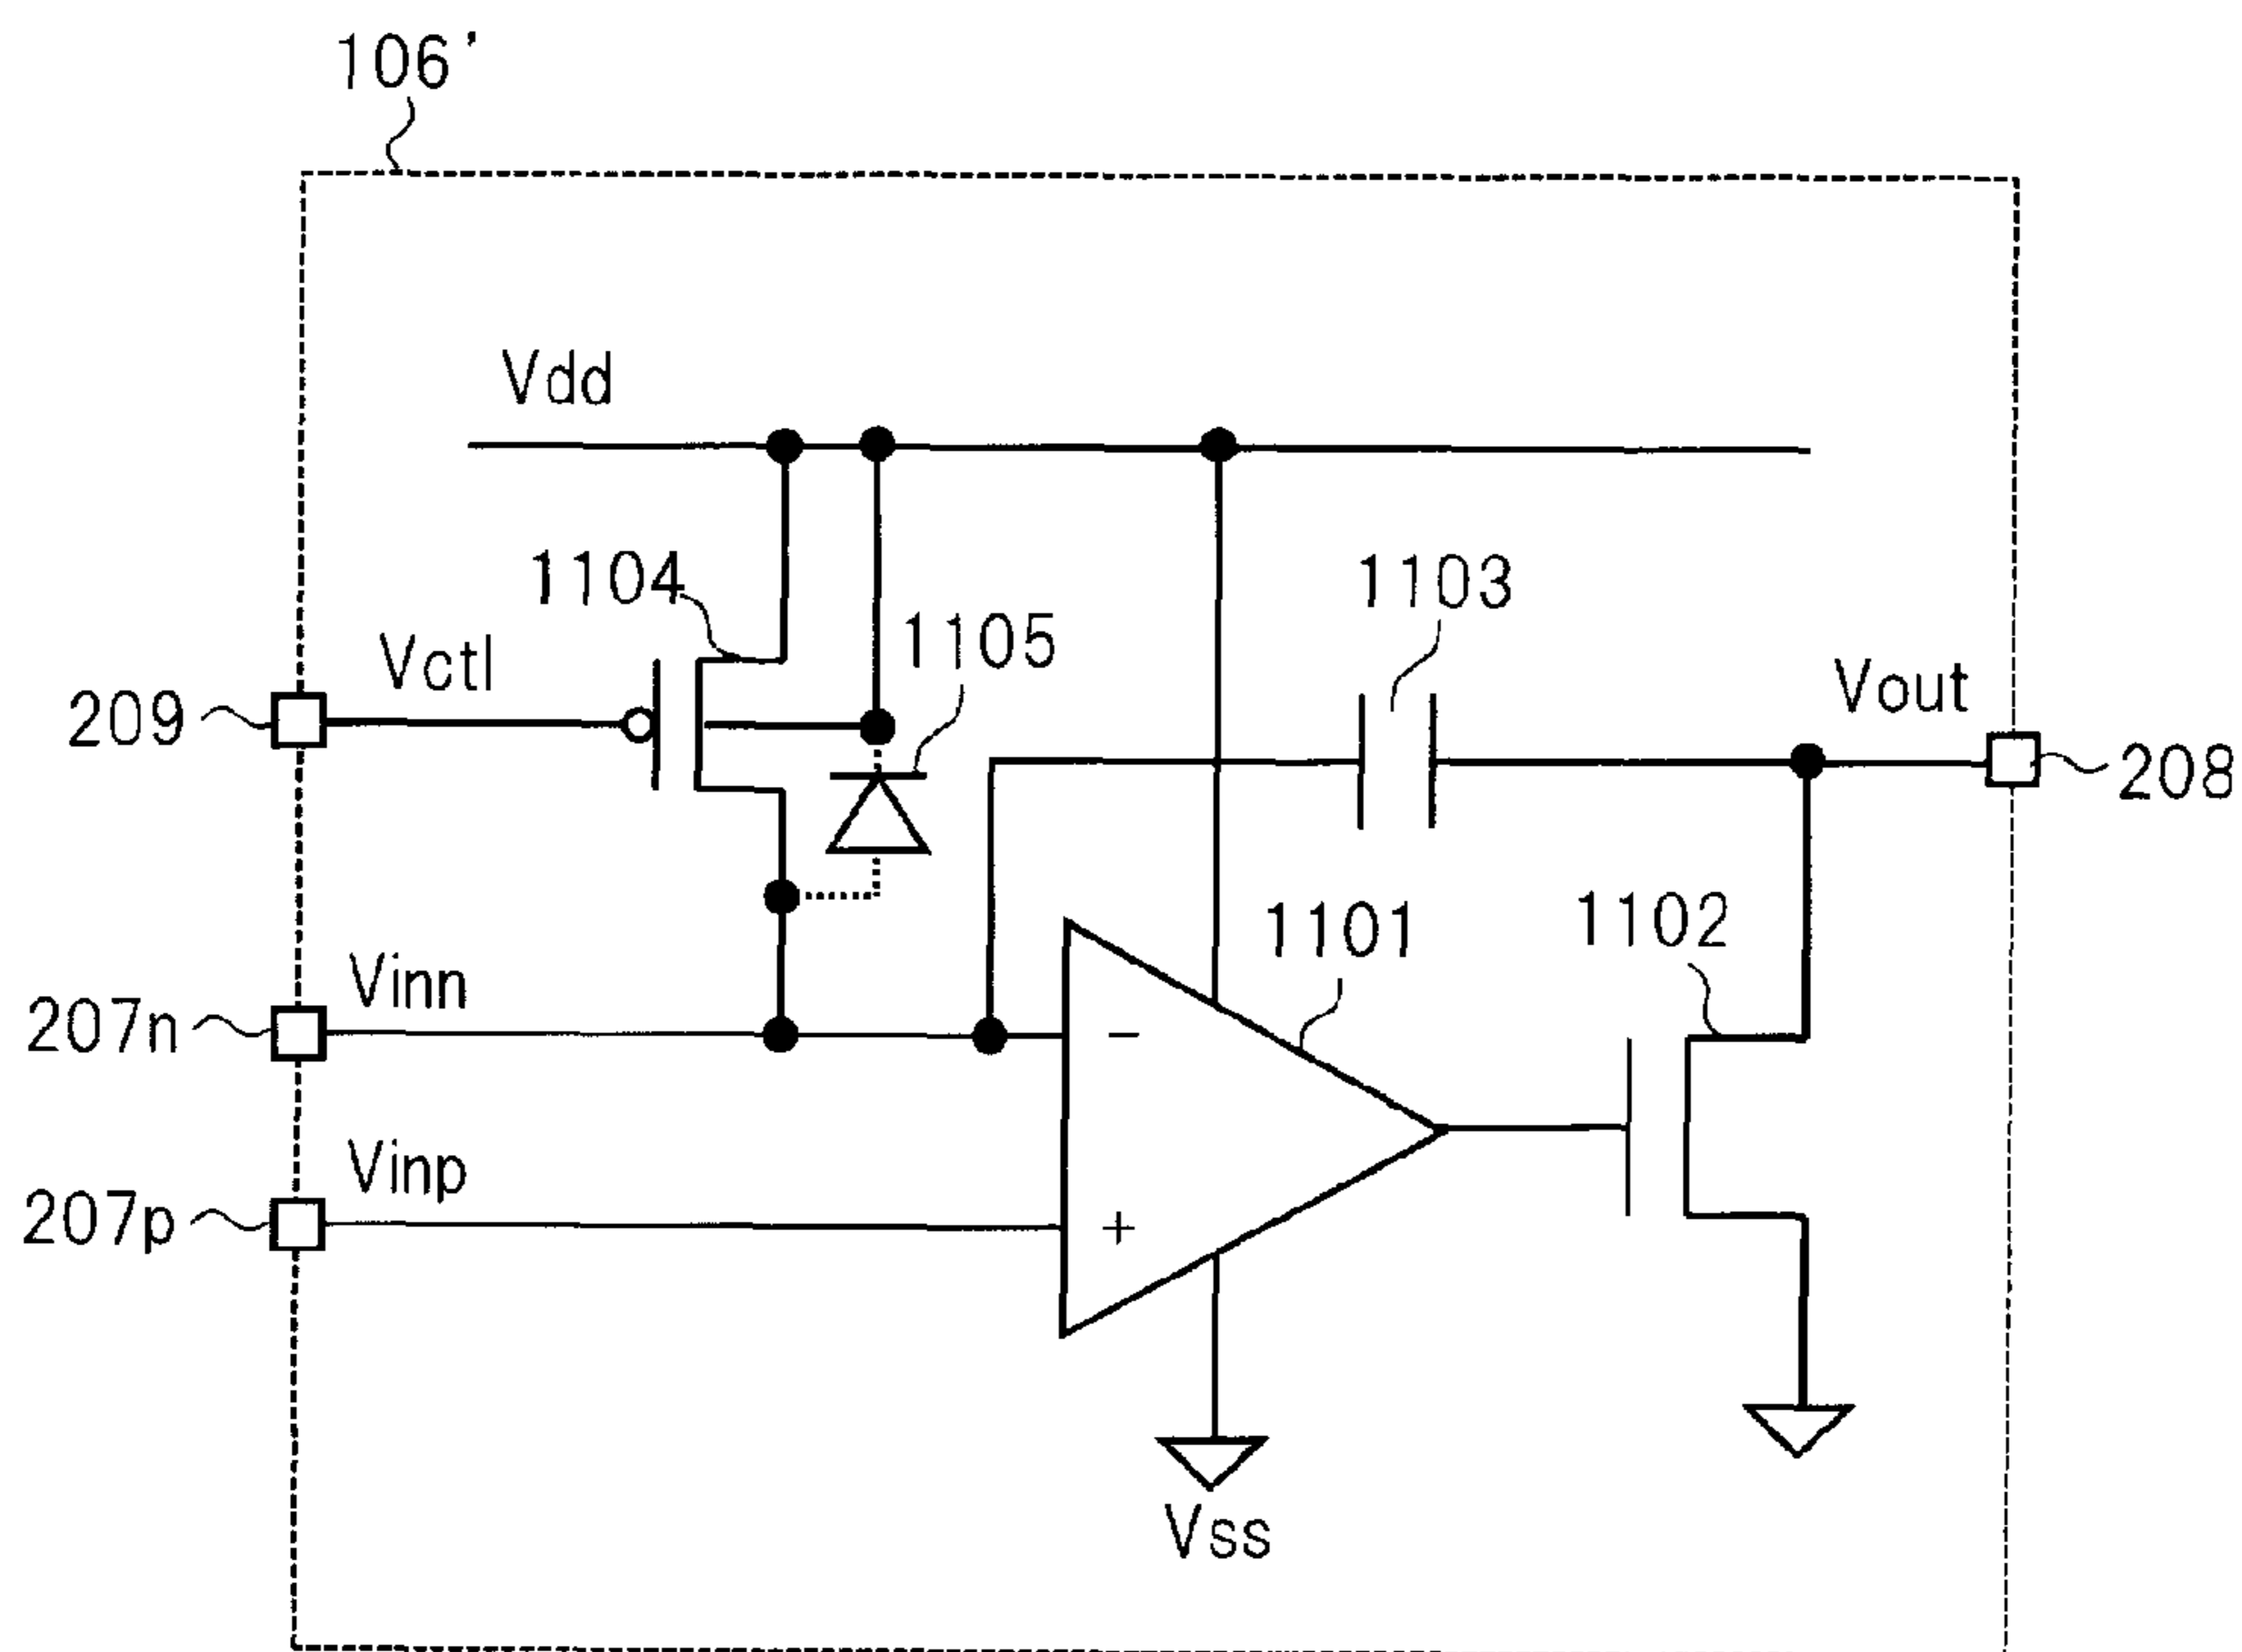 106'
Vdd
1104
1103
1105
Vctl
Vout
209
208
1101
1102
Vinn
207n
−
Vinp
207p
+
Vss